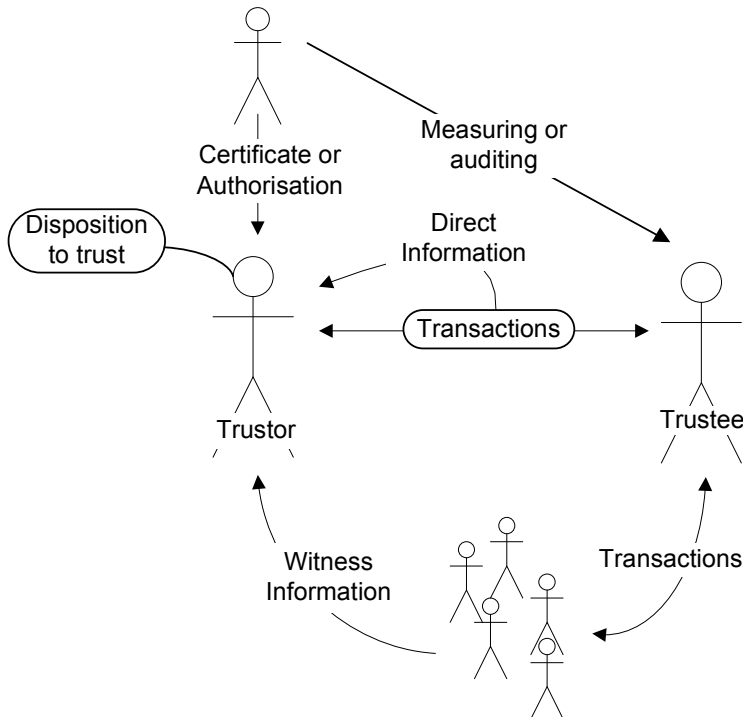 Certificate or
Authorisation
Measuring or
auditing
Disposition
to trust
Direct
Information
Transactions
Trustor
Trustee
Witness
Information
Transactions